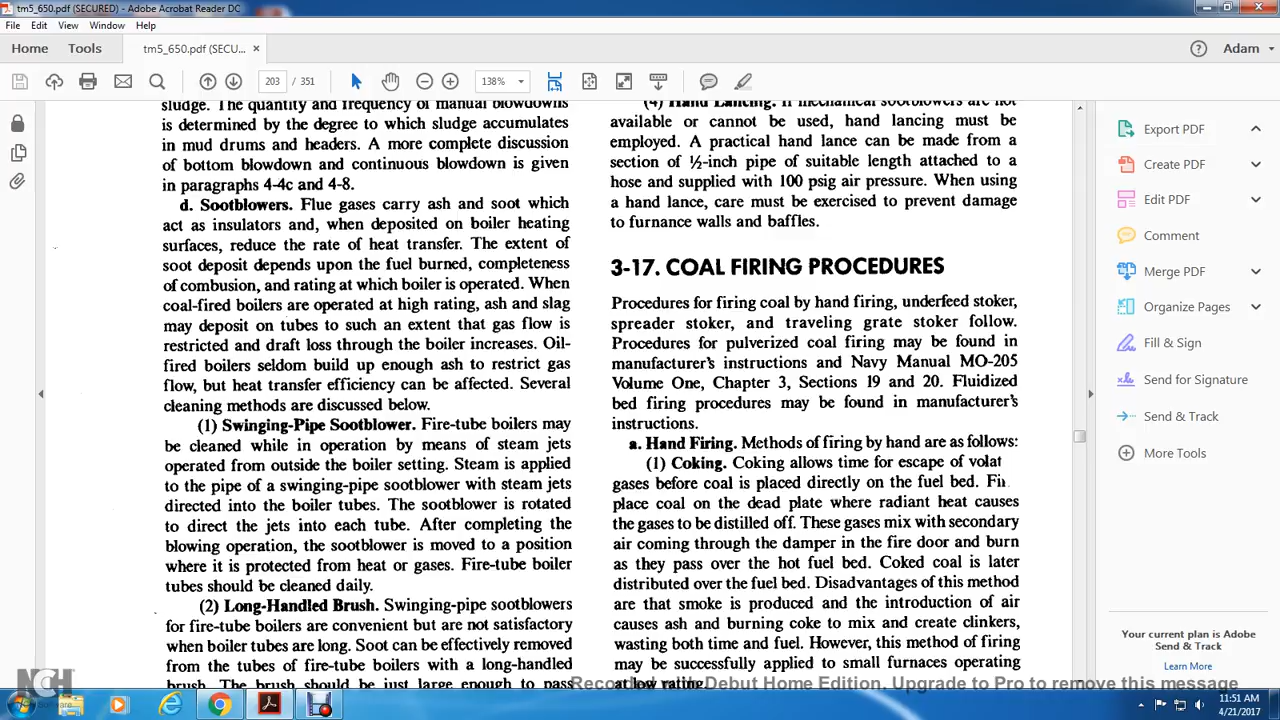 tm5_650.pdf (SECURED) - Adobe Acrobat Reader DC
File Edit View Window Help
Home Tools tm5_650.pdf (SECU... × Adam
203 / 351 138%
sludge. The quantity and frequency of manual blowdowns
is determined by the degree to which sludge accumulates
in mud drums and headers. A more complete discussion
of bottom blowdown and continuous blowdown is given
in paragraphs 4-4c and 4-8.
d. Sootblowers. Flue gases carry ash and soot which
act as insulators and, when deposited on boiler heating
surfaces, reduce the rate of heat transfer. The extent of
soot deposit depends upon the fuel burned, completeness
of combusion, and rating at which boiler is operated. When
coal-fired boilers are operated at high rating, ash and slag
may deposit on tubes to such an extent that gas flow is
restricted and draft loss through the boiler increases. Oil-
fired boilers seldom build up enough ash to restrict gas
flow, but heat transfer efficiency can be affected. Several
cleaning methods are discussed below.
(1) Swinging-Pipe Sootblower. Fire-tube boilers may
be cleaned while in operation by means of steam jets
operated from outside the boiler setting. Steam is applied
to the pipe of a swinging-pipe sootblower with steam jets
directed into the boiler tubes. The sootblower is rotated
to direct the jets into each tube. After completing the
blowing operation, the sootblower is moved to a position
where it is protected from heat or gases. Fire-tube boiler
tubes should be cleaned daily.
(2) Long-Handled Brush. Swinging-pipe sootblowers
for fire-tube boilers are convenient but are not satisfactory
when boiler tubes are long. Soot can be effectively removed
from the tubes of fire-tube boilers with a long-handled
brush. The brush should be just large enough to pass
(4) Hand Lancing. If mechanical sootblowers are not
available or cannot be used, hand lancing must be
employed. A practical hand lance can be made from a
section of ½-inch pipe of suitable length attached to a
hose and supplied with 100 psig air pressure. When using
a hand lance, care must be exercised to prevent damage
to furnance walls and baffles.
3-17. COAL FIRING PROCEDURES
Procedures for firing coal by hand firing, underfeed stoker,
spreader stoker, and traveling grate stoker follow.
Procedures for pulverized coal firing may be found in
manufacturer's instructions and Navy Manual MO-205
Volume One, Chapter 3, Sections 19 and 20. Fluidized
bed firing procedures may be found in manufacturer's
instructions.
a. Hand Firing. Methods of firing by hand are as follows:
(1) Coking. Coking allows time for escape of volat
gases before coal is placed directly on the fuel bed. Fi
place coal on the dead plate where radiant heat causes
the gases to be distilled off. These gases mix with secondary
air coming through the damper in the fire door and burn
as they pass over the hot fuel bed. Coked coal is later
distributed over the fuel bed. Disadvantages of this method
are that smoke is produced and the introduction of air
causes ash and burning coke to mix and create clinkers,
wasting both time and fuel. However, this method of firing
may be successfully applied to small furnaces operating
at low rating.
Export PDF
Create PDF
Edit PDF
Comment
Merge PDF
Organize Pages
Fill & Sign
Send for Signature
Send & Track
More Tools
Your current plan is Adobe
Send & Track
Learn More
NCH
Debut Home Edition. Upgrade to Pro to remove this message
11:51 AM
4/21/2017